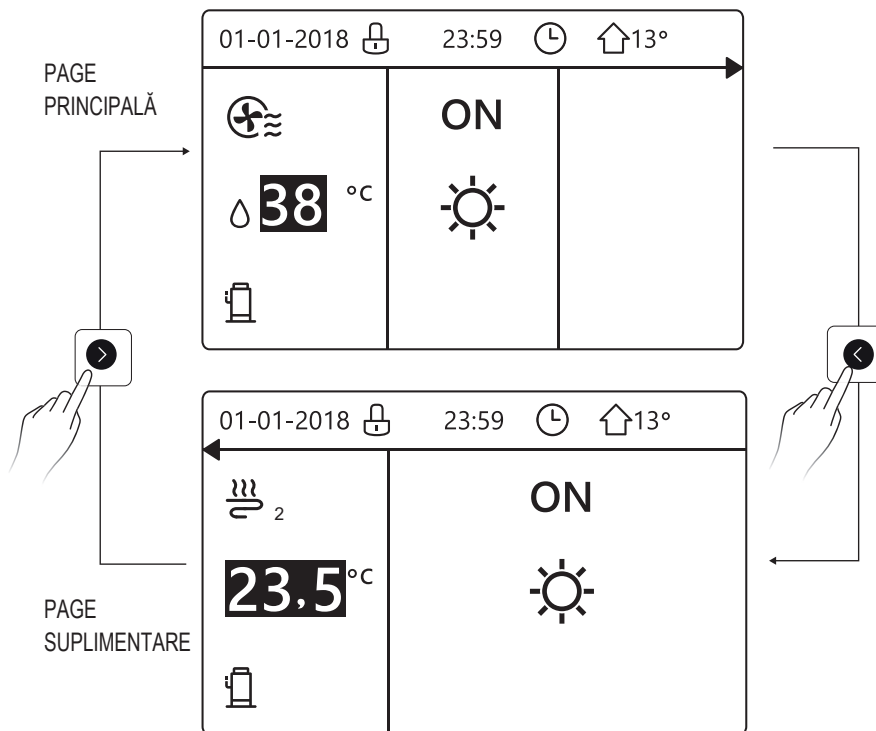 01-01-2018 23:59 13°
PAGE
PRINCIPALĂ
ON
38 °C
01-01-2018 23:59 13°
2
ON
23,5 °C
PAGE
SUPLIMENTARE